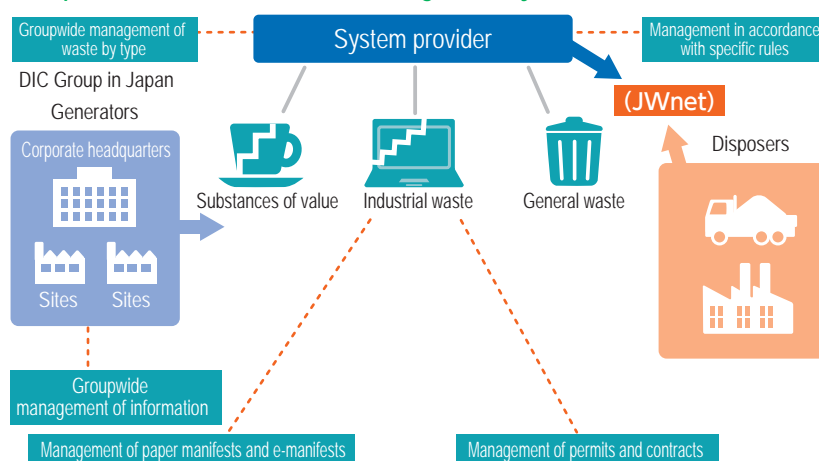 Groupwide management of
waste by type
System provider
Management in accordance
with specific rules
DIC Group in Japan
Generators
(JWnet)
Corporate headquarters
Disposers
Substances of value
Industrial waste
General waste
Sites
Sites
Groupwide
management of information
Management of paper manifests and e-manifests
Management of permits and contracts